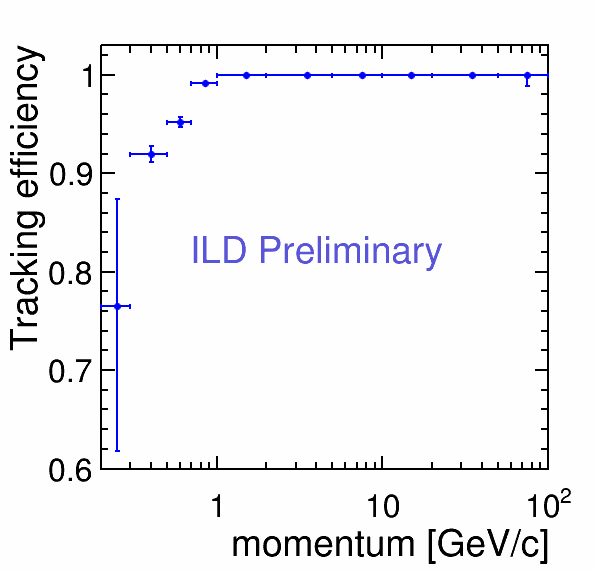 Tracking efficiency
1
0.9
0.8
0.7
0.6
ILD Preliminary
1 10 10²
momentum [GeV/c]